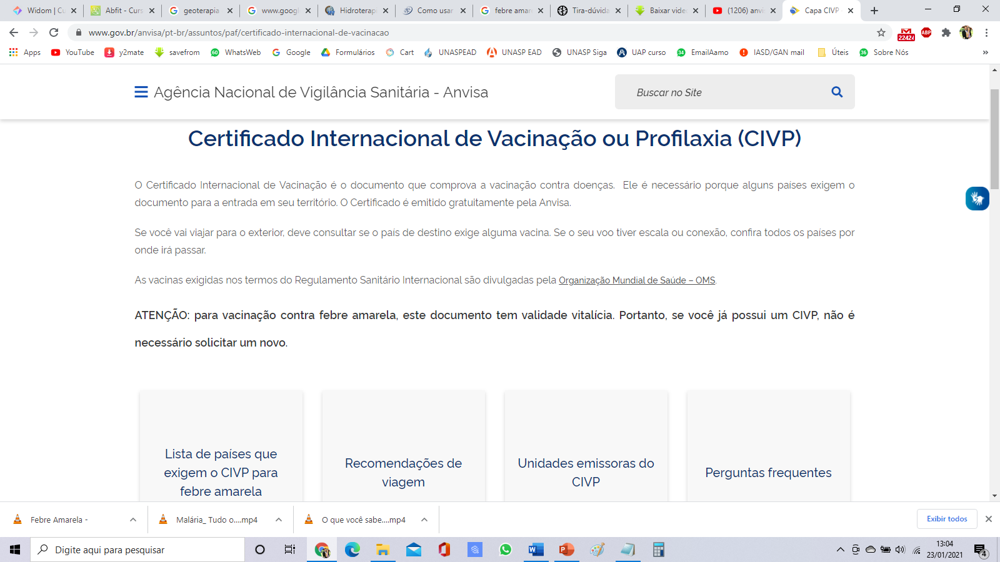 Widom | Cu
Abfit - Curs
geoterapia
www.googl
Hidroterap
Como usar
febre amar
Tira-dúvida
Baixar vide
(1206) anvi
Capa CIVP
www.gov.br/anvisa/pt-br/assuntos/paf/certificado-internacional-de-vacinacao
22424
ABP
Apps
YouTube
y2mate
savefrom
60
WhatsWeb
Google
Formulários
Cart
UNASPEAD
UNASP EAD
UNASP Siga
UAP curso
34
EmailAamo
IASD/GAN mail
Úteis
36
Sobre Nós
»
Agência Nacional de Vigilância Sanitária - Anvisa
Buscar no Site
Certificado Internacional de Vacinação ou Profilaxia (CIVP)
O Certificado Internacional de Vacinação é o documento que comprova a vacinação contra doenças. Ele é necessário porque alguns países exigem o
documento para a entrada em seu território. O Certificado é emitido gratuitamente pela Anvisa.
Se você vai viajar para o exterior, deve consultar se o país de destino exige alguma vacina. Se o seu voo tiver escala ou conexão, confira todos os países por
onde irá passar.
As vacinas exigidas nos termos do Regulamento Sanitário Internacional são divulgadas pela Organização Mundial de Saúde – OMS.
ATENÇÃO: para vacinação contra febre amarela, este documento tem validade vitalícia. Portanto, se você já possui um CIVP, não é
necessário solicitar um novo.
Lista de países que
exigem o CIVP para
febre amarela
Recomendações de
viagem
Unidades emissoras do
CIVP
Perguntas frequentes
Febre Amarela -
Malária_ Tudo o....mp4
O que você sabe....mp4
Exibir todos
Digite aqui para pesquisar
13:04
23/01/2021
4